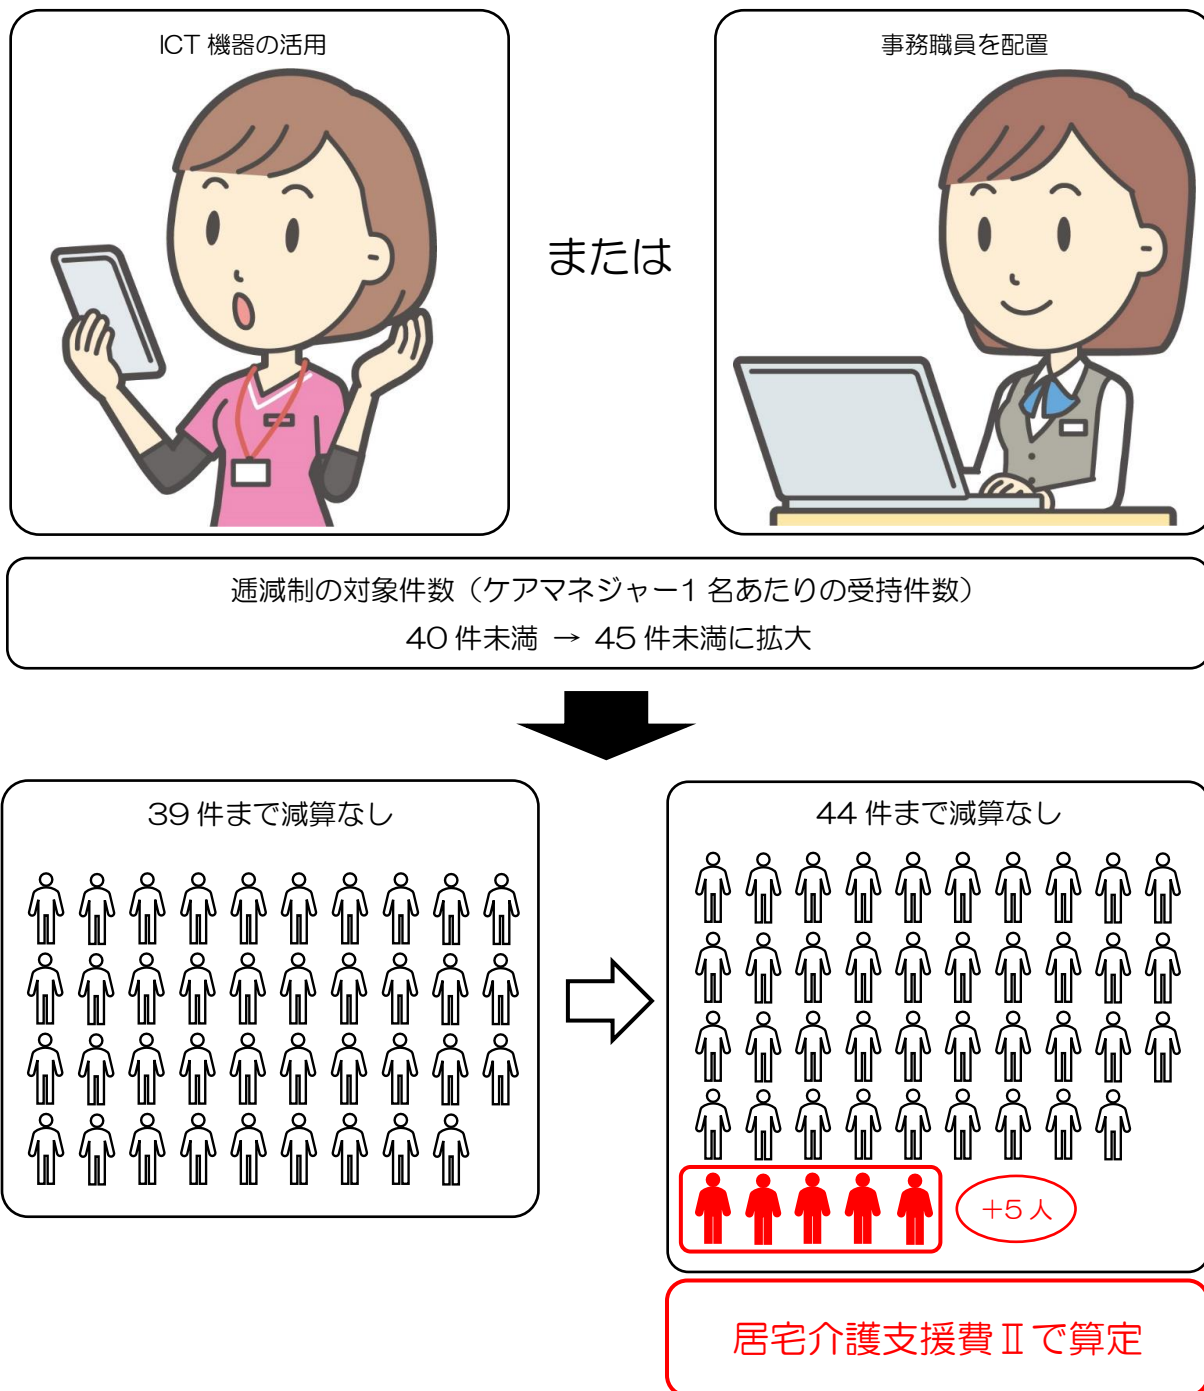 ICT 機器の活用
事務職員を配置
または
逓減制の対象件数（ケアマネジャー1 名あたりの受持件数）
40 件未満 → 45 件未満に拡大
39 件まで減算なし
44 件まで減算なし
＋5 人
居宅介護支援費Ⅱで算定